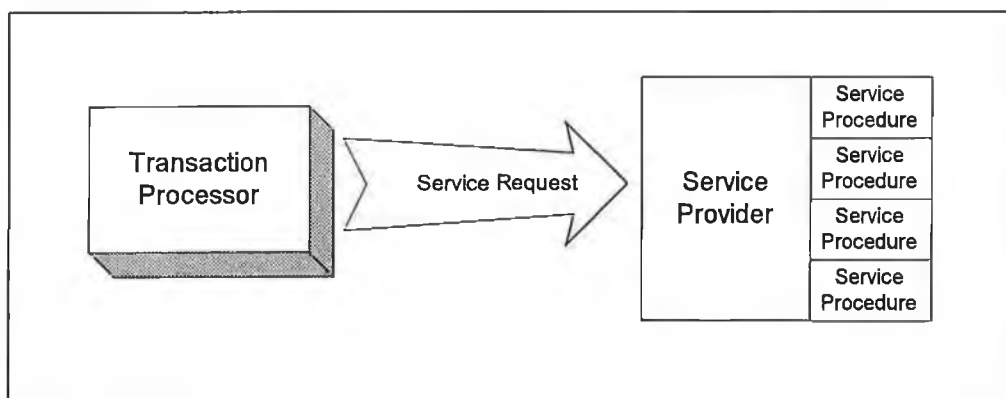 Transaction
Processor
Service Request
Service
Provider
Service
Procedure
Service
Procedure
Service
Procedure
Service
Procedure